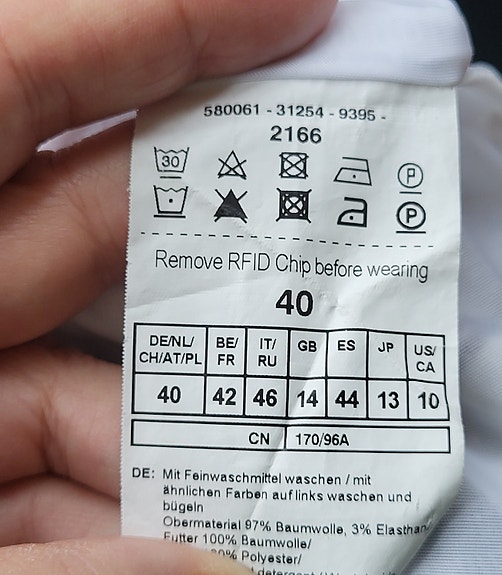 580061 - 31254 - 9395 -
2166
30
P
P
Remove RFID Chip before wearing
40
DE/NL/ CH/AT/PL BE/ FR IT/ RU GB ES JP US/ CA
40 42 46 14 44 13 10
CN 170/96A
DE: Mit Feinwaschmittel waschen / mit
ähnlichen Farben auf links waschen und
bügeln
Obermaterial 97% Baumwolle, 3% Elasthan/
Futter 100% Baumwolle/
Polyester/